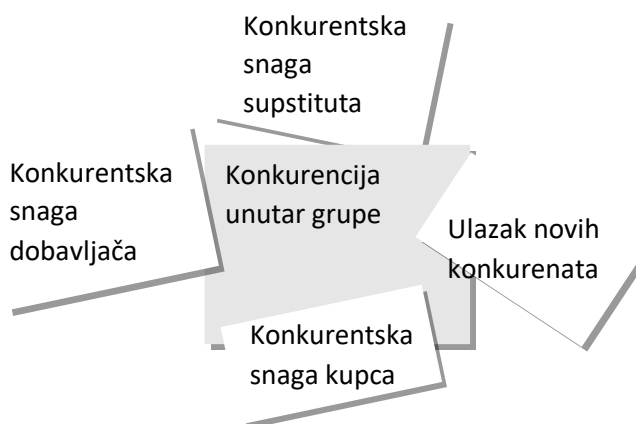 Konkurentska
snaga
supstituta
Konkurentska
snaga
dobavljača
Konkurencija
unutar grupe
Ulazak novih
konkurenata
Konkurentska
snaga kupca